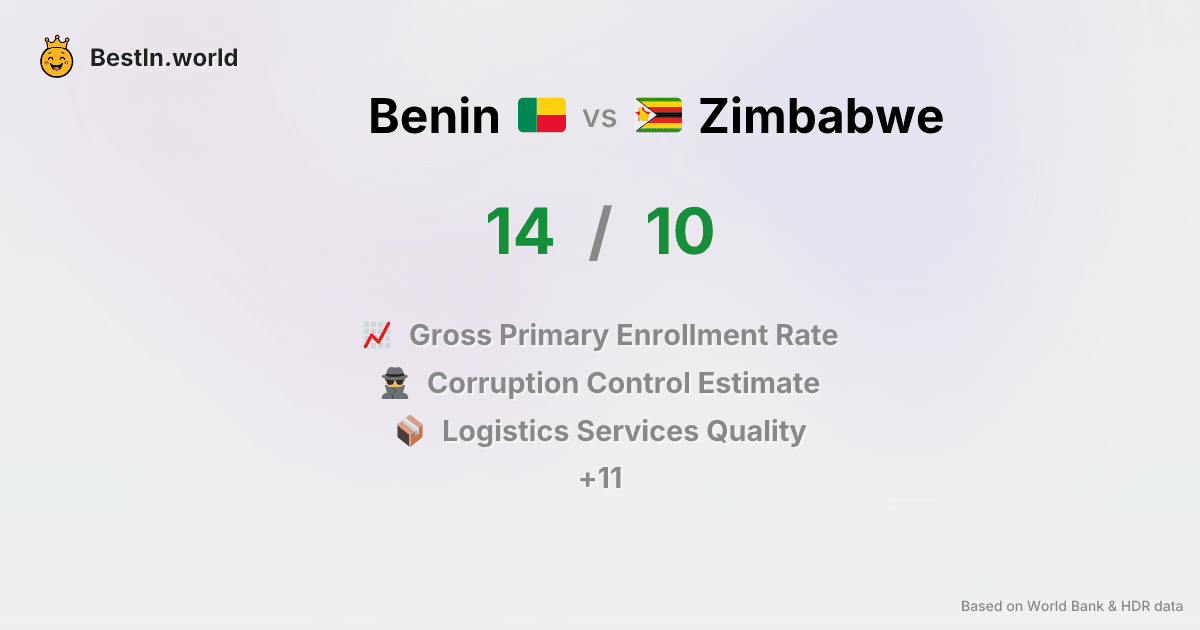 BestIn.world
Benin vs Zimbabwe
14 / 10
Gross Primary Enrollment Rate
Corruption Control Estimate
Logistics Services Quality
+11
Based on World Bank & HDR data